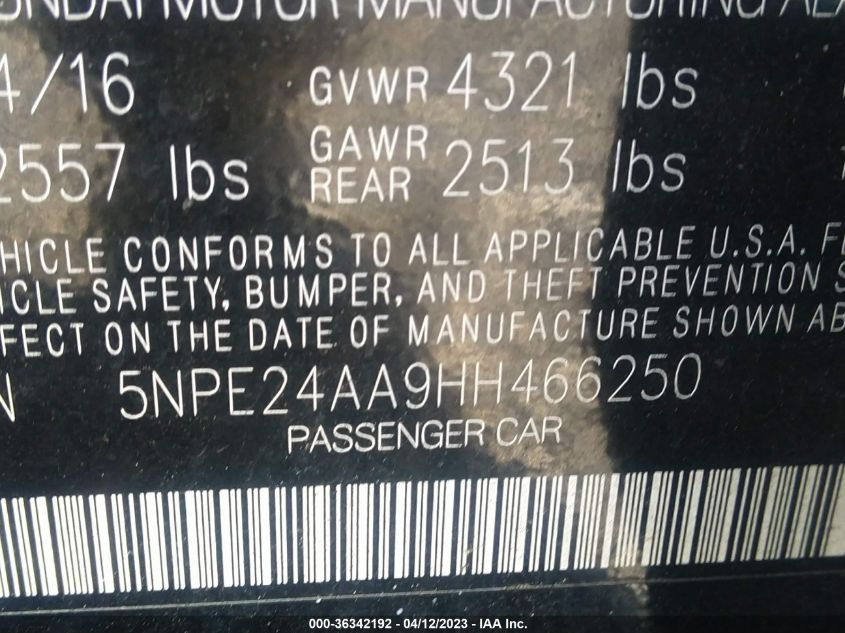 MOTOR MANUFACTURING
4/16 GVWR 4321 lbs
2557 lbs GAWR REAR 2513 lbs
HICLE CONFORMS TO ALL APPLICABLE U.S.A. F
ICLE SAFETY, BUMPER, AND THEFT PREVENTION S
FECT ON THE DATE OF MANUFACTURE SHOWN AB
N 5NPE24AA9HH466250
PASSENGER CAR
000-36342192 - 04/12/2023 - IAA Inc.